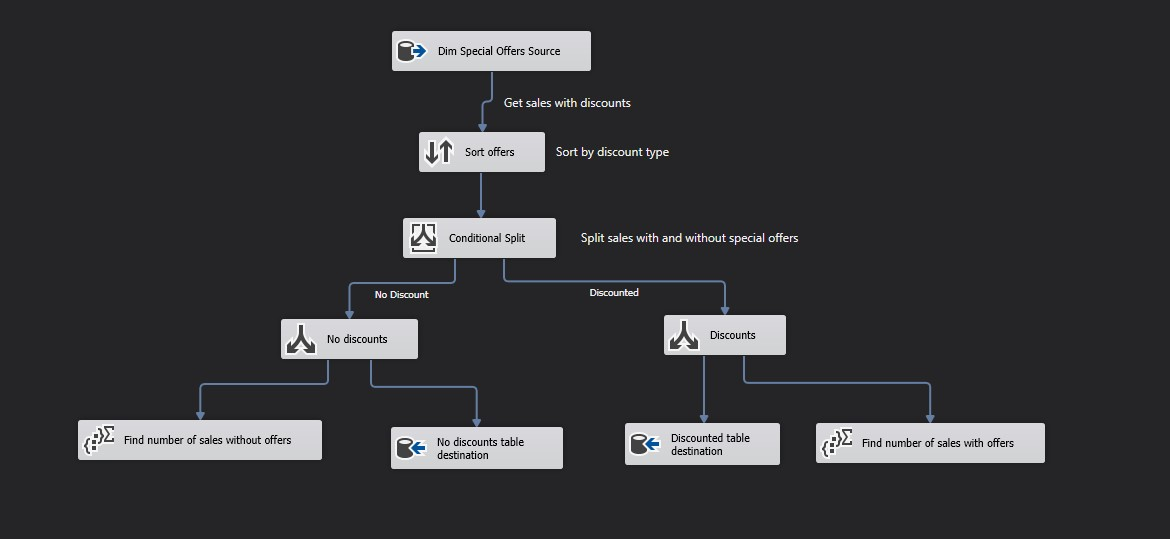 Dim Special Offers Source
Get sales with discounts
Sort offers
Sort by discount type
Conditional Split
Split sales with and without special offers
No Discount
Discounted
No discounts
Discounts
Find number of sales without offers
No discounts table
destination
Discounted table
destination
Find number of sales with offers